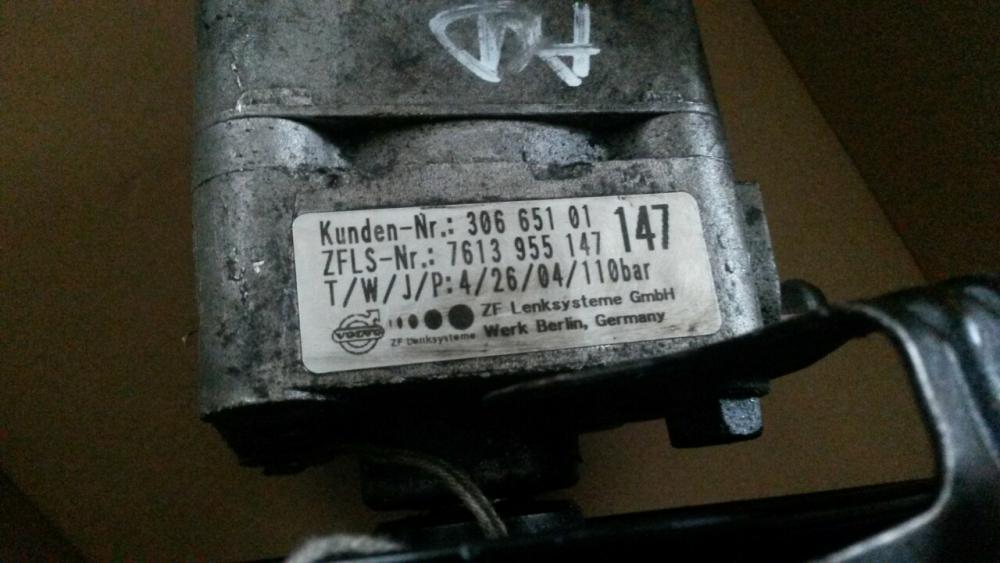 Kunden-Nr.: 306 651 01 147
ZFLS-Nr.: 7613 955 147
T/W/J/P: 4/26/04/110bar
VOLVO
ZF Lenksysteme
ZF Lenksysteme GmbH
Werk Berlin, Germany